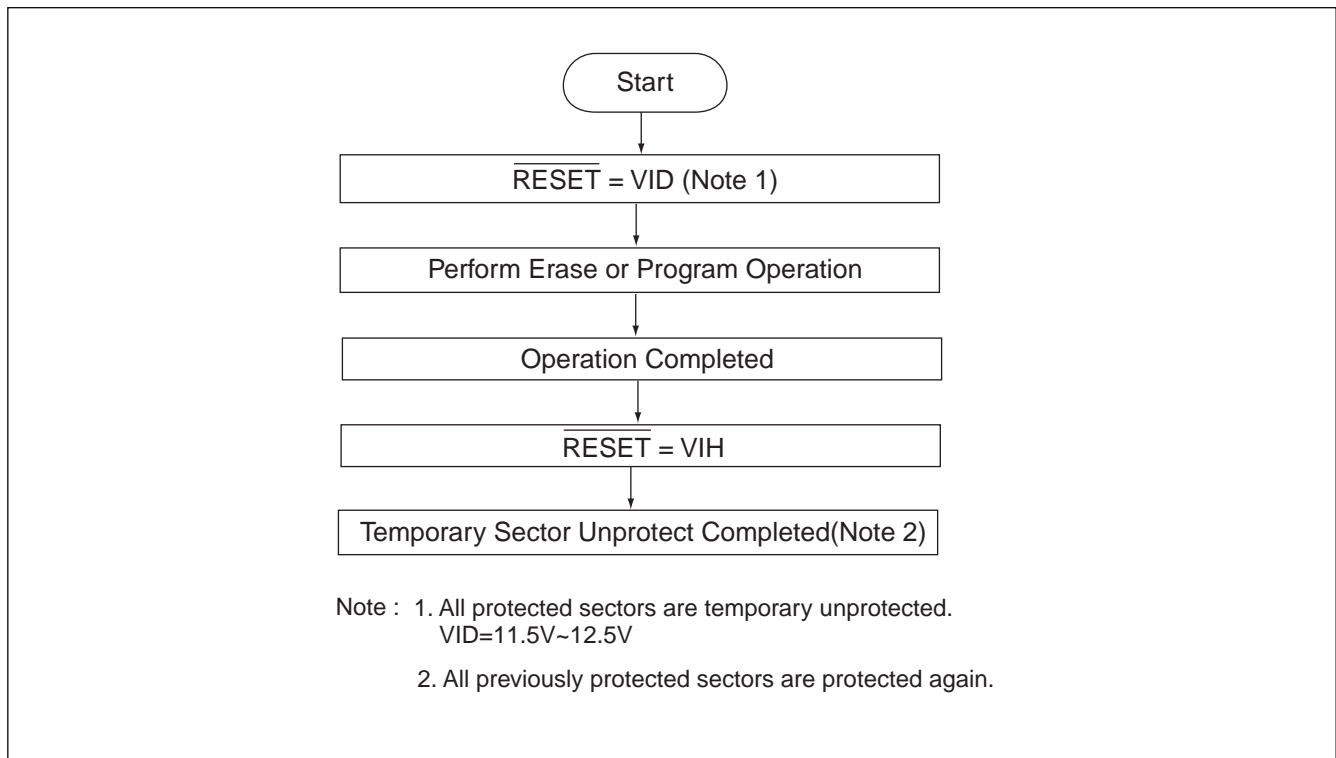 Start
RESET = VID (Note 1)
Perform Erase or Program Operation
Operation Completed
RESET = VIH
Temporary Sector Unprotect Completed(Note 2)
Note : 1. All protected sectors are temporary unprotected.
VID=11.5V~12.5V
2. All previously protected sectors are protected again.